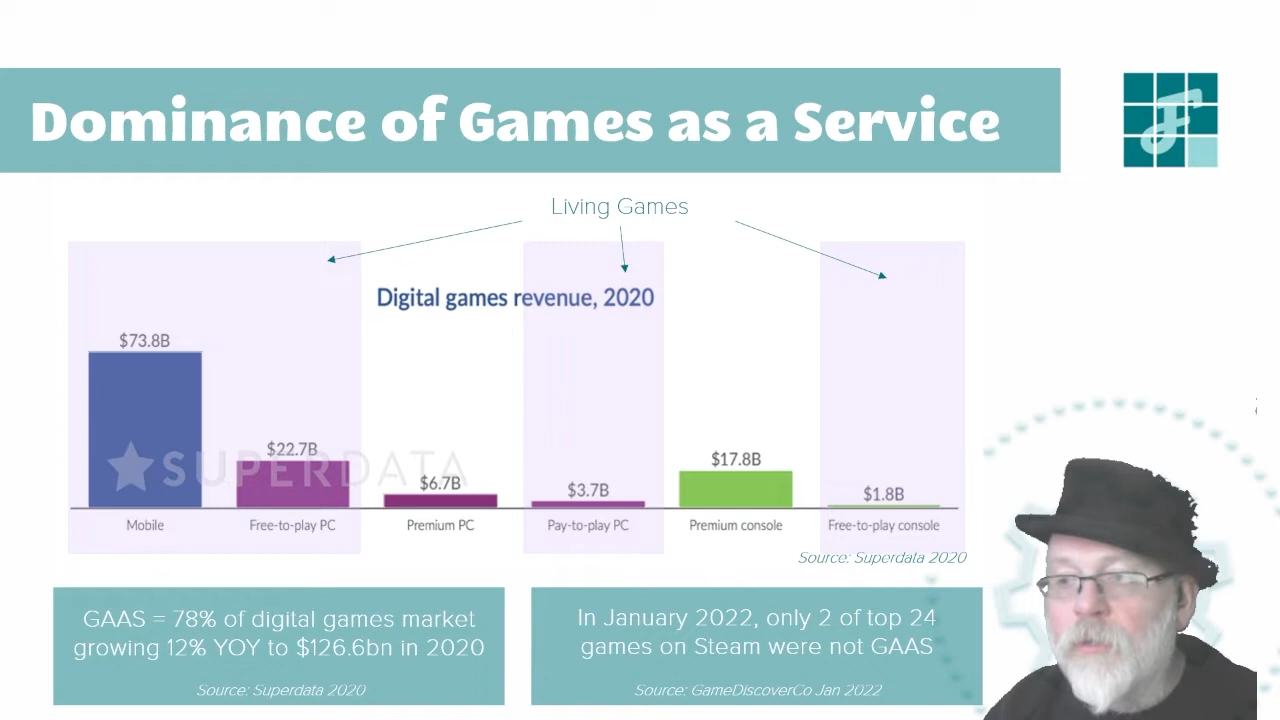 Dominance of Games as a Service
F
Living Games
Digital games revenue, 2020
$73.8B
$22.7B
$6.7B
$3.7B
$17.8B
$1.8B
SUPERDATA
Mobile
Free-to-play PC
Premium PC
Pay-to-play PC
Premium console
Free-to-play console
Source: Superdata 2020
GAAS = 78% of digital games market
growing 12% YOY to $126.6bn in 2020
Source: Superdata 2020
In January 2022, only 2 of top 24
games on Steam were not GAAS
Source: GameDiscoverCo Jan 2022